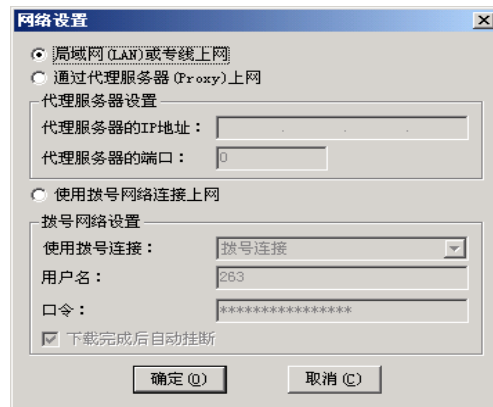 网络设置
局域网(LAN)或专线上网
通过代理服务器(Proxy)上网
代理服务器设置
代理服务器的IP地址：
. . .
代理服务器的端口：
0
使用拨号网络连接上网
拨号网络设置
使用拨号连接：
拨号连接
用户名：
263
口令：
****************
下载完成后自动挂断
确定(O)
取消(C)